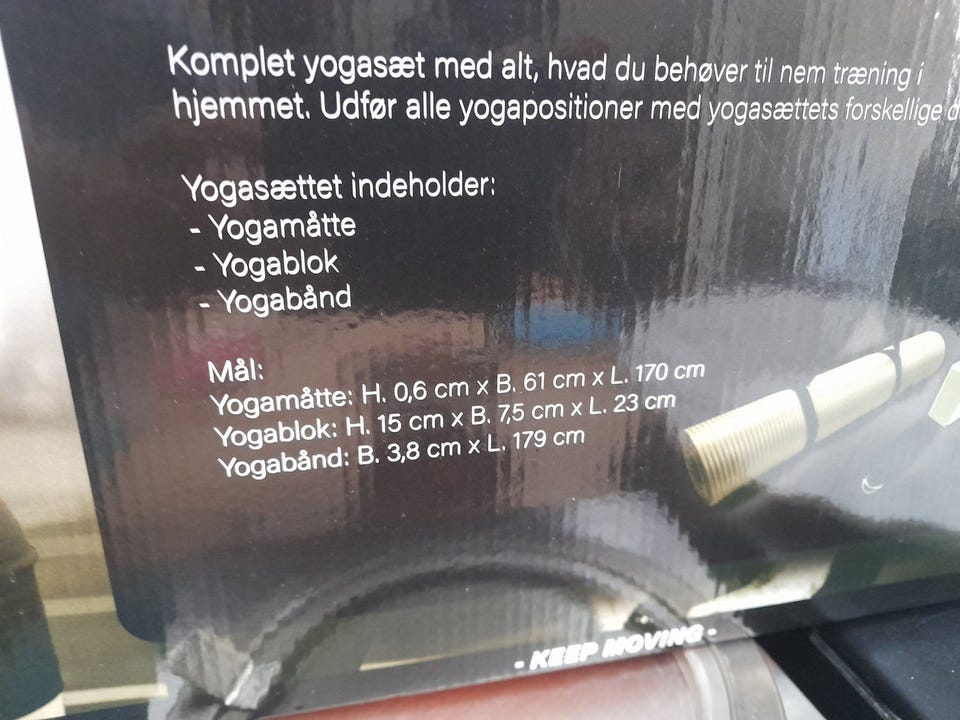 Komplet yogasæt med alt, hvad du behøver til nem træning i
hjemmet. Udfør alle yogapositioner med yogasættets forskellige
Yogasættet indeholder:
- Yogamåtte
- Yogablok
- Yogabånd
Mål:
Yogamåtte: H. 0,6 cm x B. 61 cm x L. 170 cm
Yogablok: H. 15 cm x B. 7,5 cm x L. 23 cm
Yogabånd: B. 3,8 cm x L. 179 cm
- KEEP MOVING -